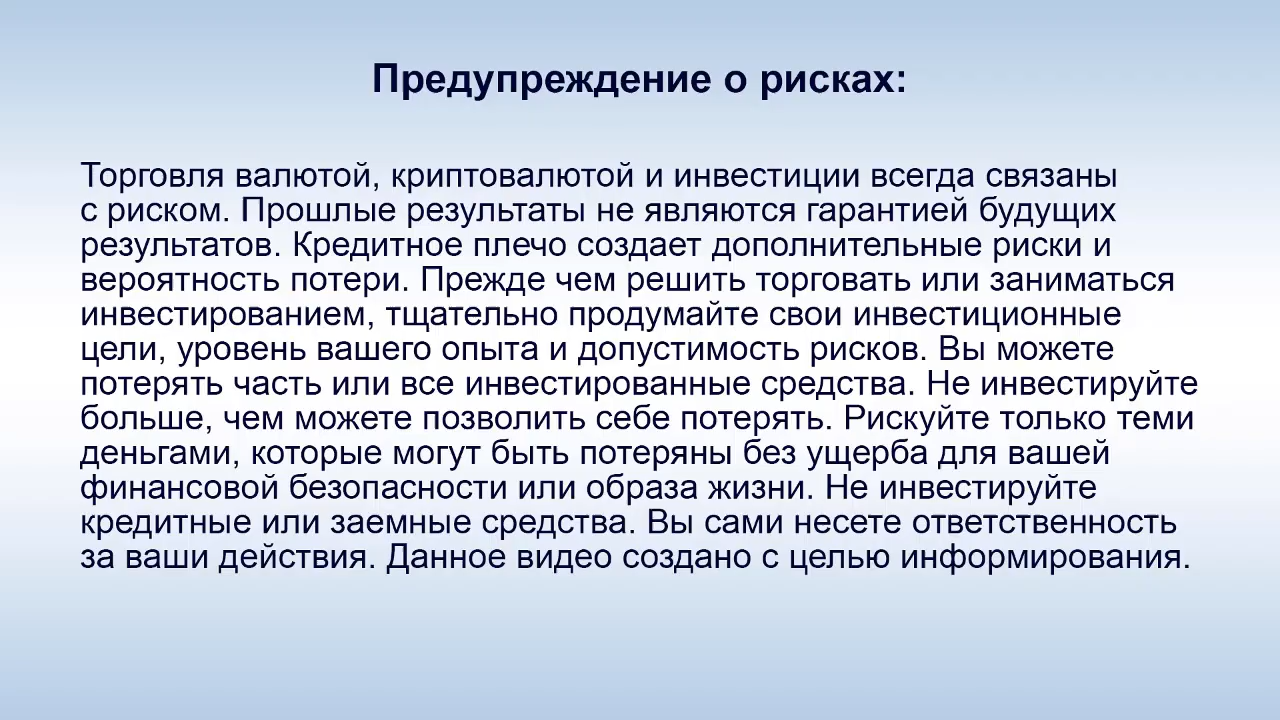 Предупреждение о рисках:
Торговля валютой, криптовалютой и инвестиции всегда связаны
с риском. Прошлые результаты не являются гарантией будущих
результатов. Кредитное плечо создает дополнительные риски и
вероятность потери. Прежде чем решить торговать или заниматься
инвестированием, тщательно продумайте свои инвестиционные
цели, уровень вашего опыта и допустимость рисков. Вы можете
потерять часть или все инвестированные средства. Не инвестируйте
больше, чем можете позволить себе потерять. Рискуйте только теми
деньгами, которые могут быть потеряны без ущерба для вашей
финансовой безопасности или образа жизни. Не инвестируйте
кредитные или заемные средства. Вы сами несете ответственность
за ваши действия. Данное видео создано с целью информирования.